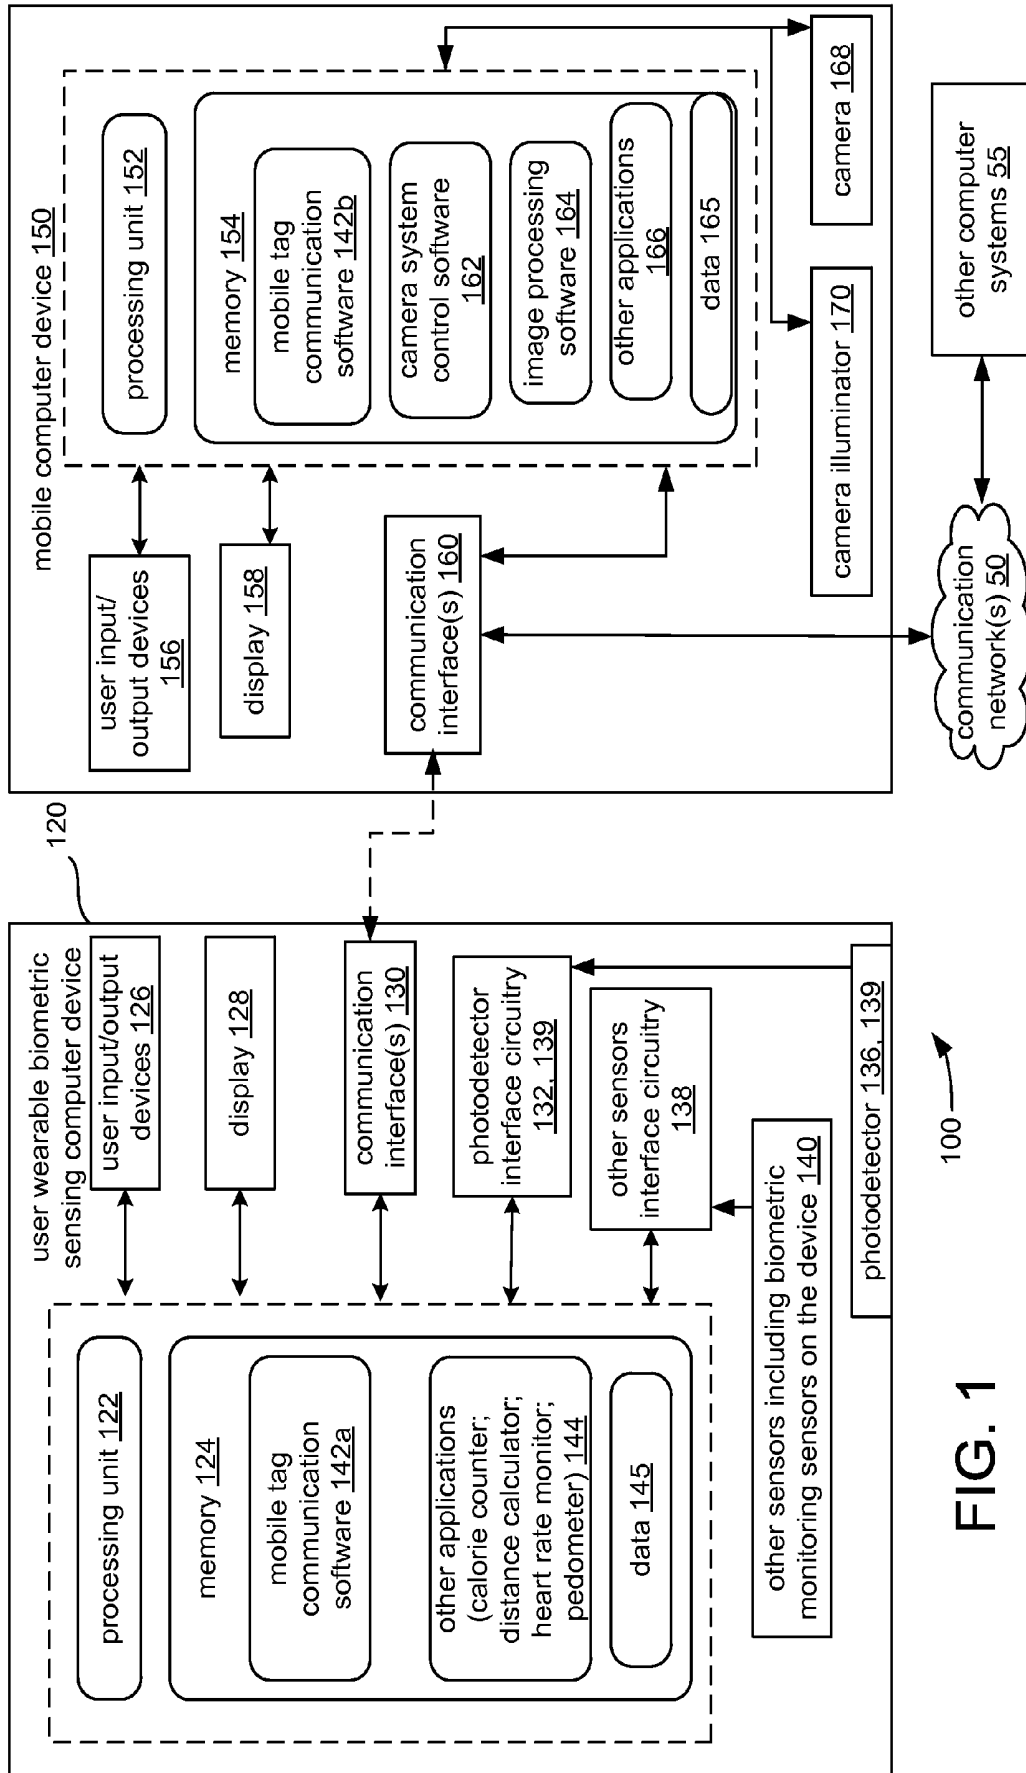 user wearable biometric
sensing computer device
120
processing unit 122
memory 124
mobile tag
communication
software 142a
other applications
(calorie counter;
distance calculator;
heart rate monitor;
pedometer) 144
data 145
user input/output
devices 126
display 128
communication
interface(s) 130
photodetector
interface circuitry
132, 139
other sensors
interface circuitry
138
other sensors including biometric
monitoring sensors on the device 140
photodetector 136, 139
mobile computer device 150
user input/
output devices
156
display 158
communication
interface(s) 160
processing unit 152
memory 154
mobile tag
communication
software 142b
camera system
control software
162
image processing
software 164
other applications
166
data 165
camera illuminator 170
camera 168
communication
network(s) 50
other computer
systems 55
100
FIG. 1